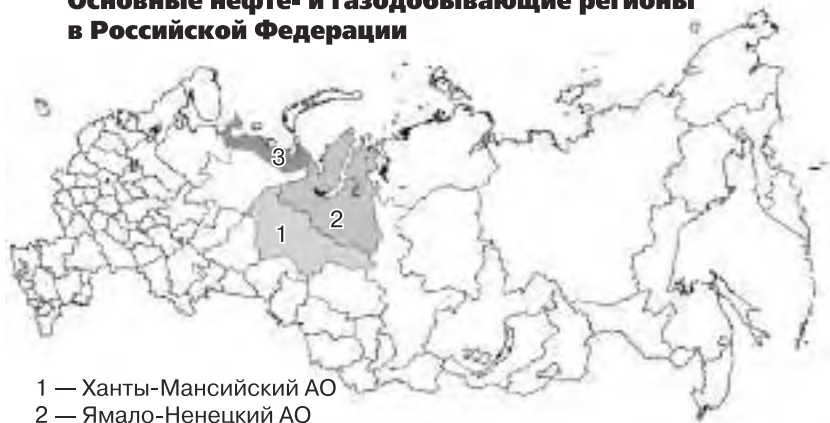 Основные нефте- и газодобывающие регионы
в Российской Федерации
3
2
1
1 — Ханты-Мансийский АО
2 — Ямало-Ненецкий АО